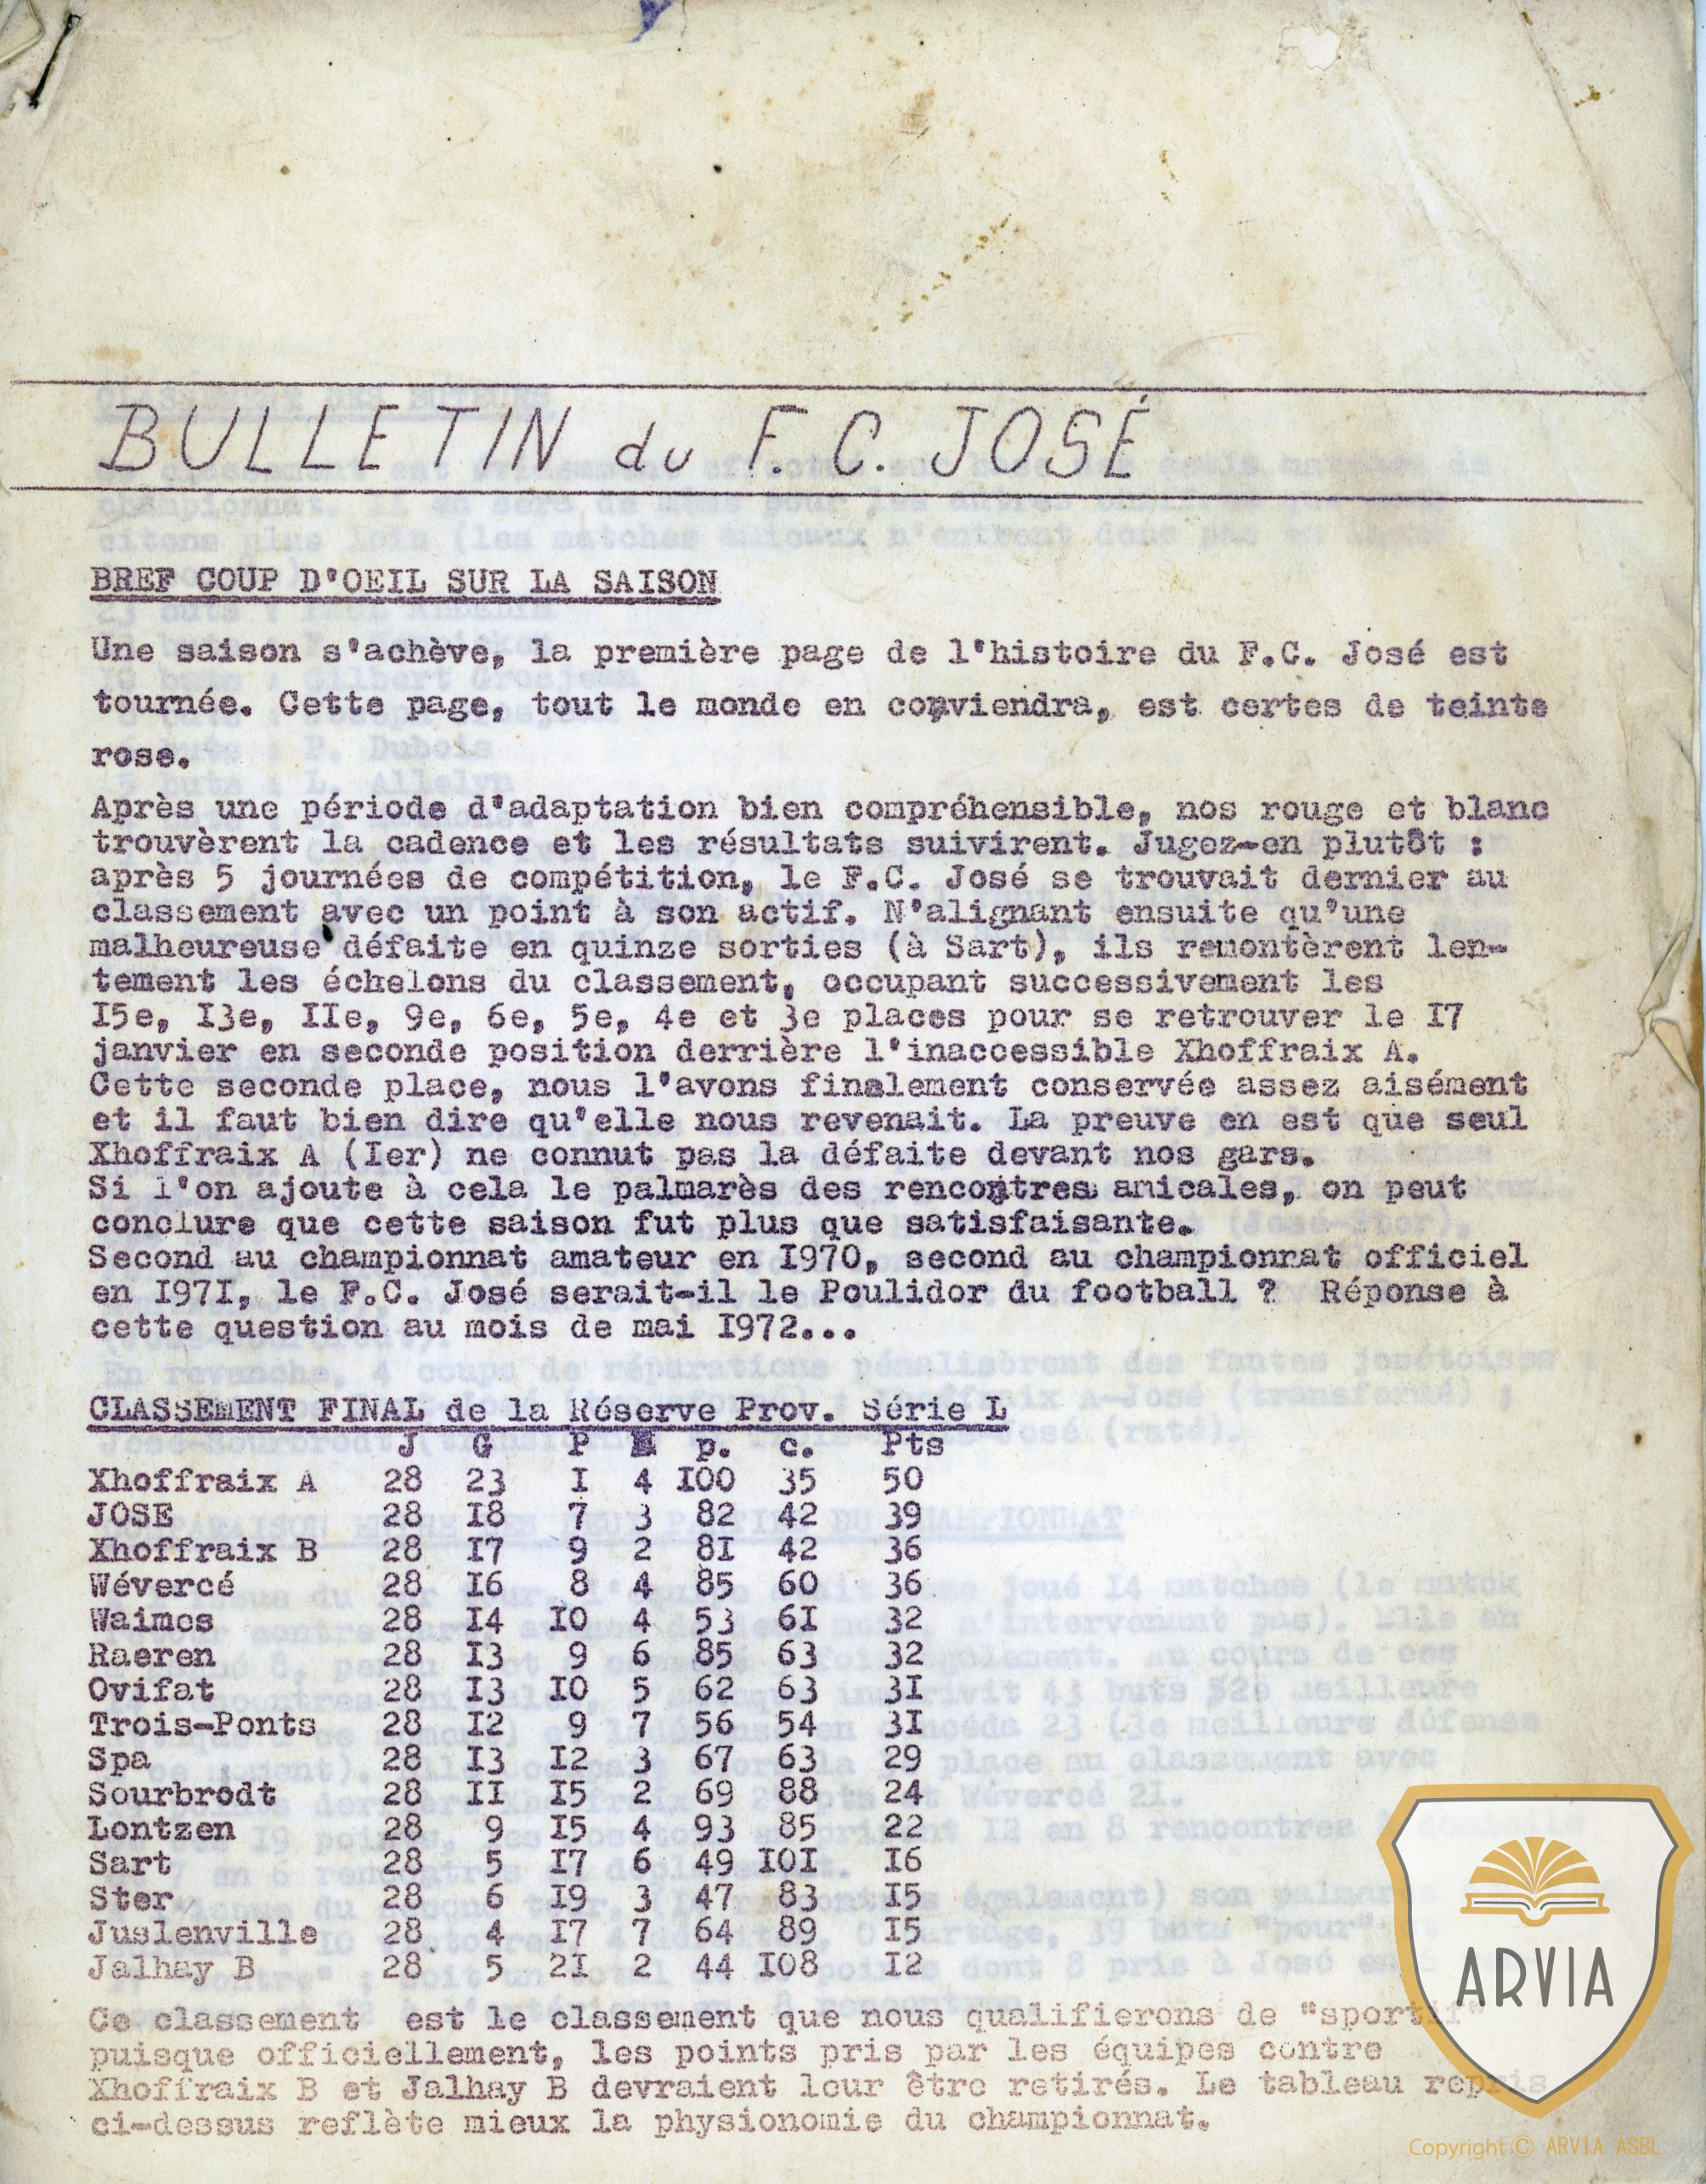 BULLETIN du F. C. JOSÉ
BREF COUP D'OEIL SUR LA SAISON
Une saison s'achève, la première page de l'histoire du F.C. José est
tournée. Cette page, tout le monde en conviendra, est certes de teinte
rose.
Après une période d'adaptation bien compréhensible, nos rouge et blanc
trouvèrent la cadence et les résultats suivirent. Jugez-en plutôt :
après 5 journées de compétition, le F.C. José se trouvait dernier au
classement avec un point à son actif. N'alignant ensuite qu'une
malheureuse défaite en quinze sorties (à Sart), ils remontèrent len-
tement les échelons du classement, occupant successivement les
I5e, I3e, IIe, 9e, 6e, 5e, 4e et 3e places pour se retrouver le I7
janvier en seconde position derrière l'inaccessible Xhoffraix A.
Cette seconde place, nous l'avons finalement conservée assez aisément
et il faut bien dire qu'elle nous revenait. La preuve en est que seul
Xhoffraix A (Ier) ne connut pas la défaite devant nos gars.
Si l'on ajoute à cela le palmarès des rencontres amicales, on peut
conclure que cette saison fut plus que satisfaisante.
Second au championnat amateur en I970, second au championnat officiel
en I97I, le F.C. José serait-il le Poulidor du football ? Réponse à
cette question au mois de mai I972...
CLASSEMENT FINAL de la Réserve Prov. Série L
J G P E p. c. Pts
Xhoffraix A 28 23 I 4 I00 35 50
JOSE 28 I8 7 3 82 42 39
Xhoffraix B 28 I7 9 2 8I 42 36
Wévercé 28 I6 8 4 85 60 36
Waimes 28 I4 I0 4 53 6I 32
Raeren 28 I3 9 6 85 63 32
Ovifat 28 I3 I0 5 62 63 3I
Trois-Ponts 28 I2 9 7 56 54 3I
Spa 28 I3 I2 3 67 63 29
Sourbrodt 28 II I5 2 69 88 24
Lontzen 28 9 I5 4 93 85 22
Sart 28 5 I7 6 49 I0I I6
Ster 28 6 I9 3 47 83 I5
Juslenville 28 4 I7 7 64 89 I5
Jalhay B 28 5 2I 2 44 I08 I2
Ce classement est le classement que nous qualifierons de "sportif"
puisque officiellement, les points pris par les équipes contre
Xhoffraix B et Jalhay B devraient leur être retirés. Le tableau repris
ci-dessus reflète mieux la physionomie du championnat.
ARVIA
Copyright © ARVIA ASBL